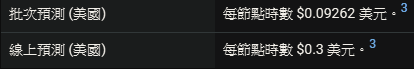 批次預測 (美國) 每節點時數 $0.09262 美元。3
線上預測 (美國) 每節點時數 $0.3 美元。3